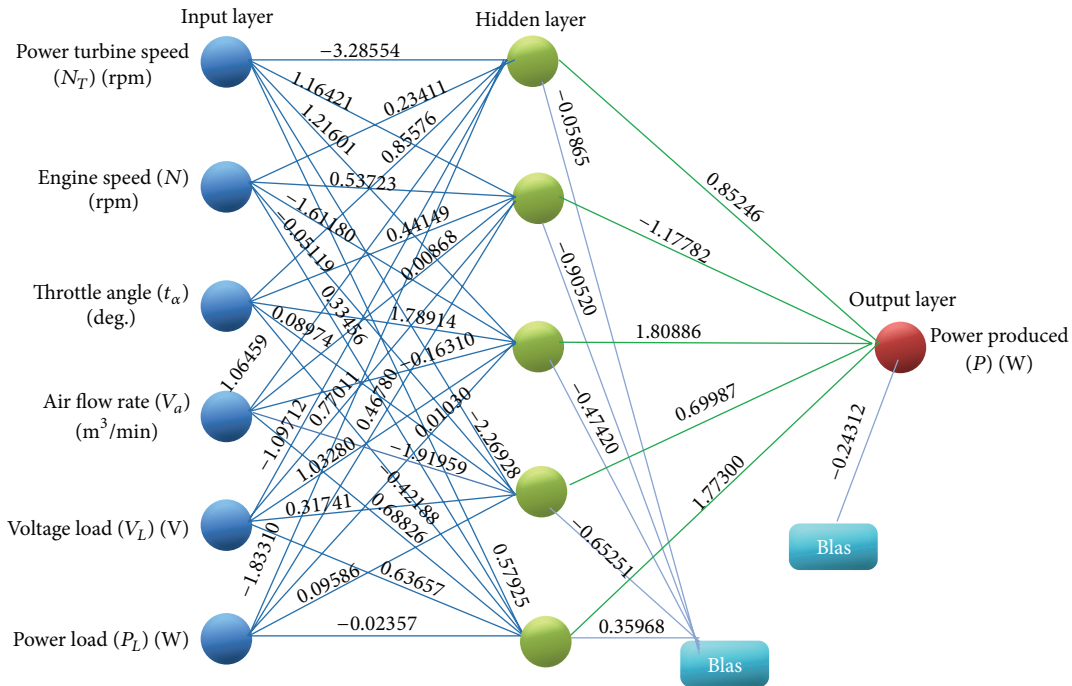 Input layer
Hidden layer
Output layer
Power turbine speed
(N_T) (rpm)
Engine speed (N)
(rpm)
Throttle angle (t_α)
(deg.)
Air flow rate (V_a)
(m³/min)
Voltage load (V_L) (V)
Power load (P_L) (W)
−3.28554
1.16421
0.23411
1.21601
0.85576
0.53723
−1.61180
−0.05119
0.44149
0.00868
0.33456
0.08974
1.78914
1.06459
−0.16310
0.77011
0.46780
0.01030
−1.09712
1.03280
−2.26928
−1.91959
−0.42188
0.31741
0.68826
−1.83310
0.09586
0.63657
0.57925
−0.02357
−0.05865
−0.90520
−0.47420
−0.65251
0.35968
0.85246
−1.17782
1.80886
0.69987
1.77300
−0.24312
Power produced
(P) (W)
Blas
Blas